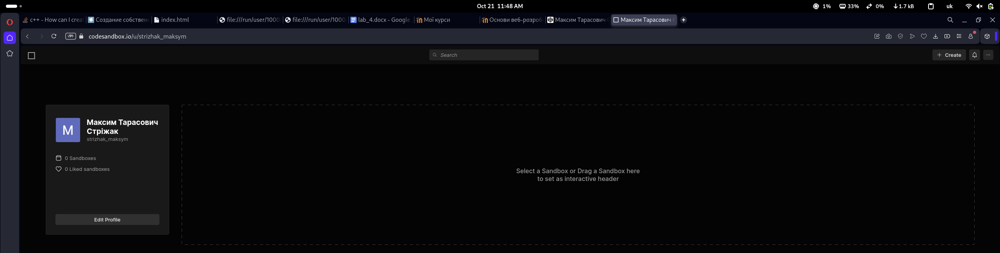 Oct 21 11:48 AM
1%
33%
0%
1.7 kB
uk
c++ - How can I creat
Создание собствен
index.html
file:///run/user/1000
file:///run/user/1000
lab_4.docx - Google
Мої курси
Основи веб-розроб
Максим Тарасович
Максим Тарасович
VPN
codesandbox.io/u/strizhak_maksym
Search
Create
M
Максим Тарасович
Стріжак
strizhak_maksym
0 Sandboxes
0 Liked sandboxes
Edit Profile
Select a Sandbox or Drag a Sandbox here
to set as interactive header